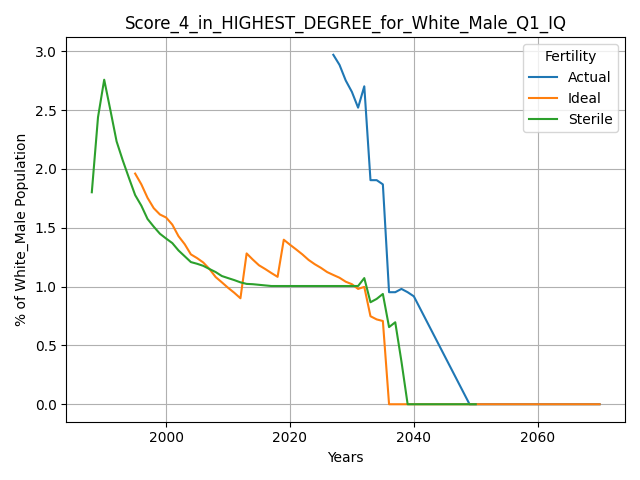 Score_4_in_HIGHEST_DEGREE_for_White_Male_Q1_IQ
Fertility
Actual
Ideal
Sterile
% of White_Male Population
3.0
2.5
2.0
1.5
1.0
0.5
0.0
2000
2020
2040
2060
Years